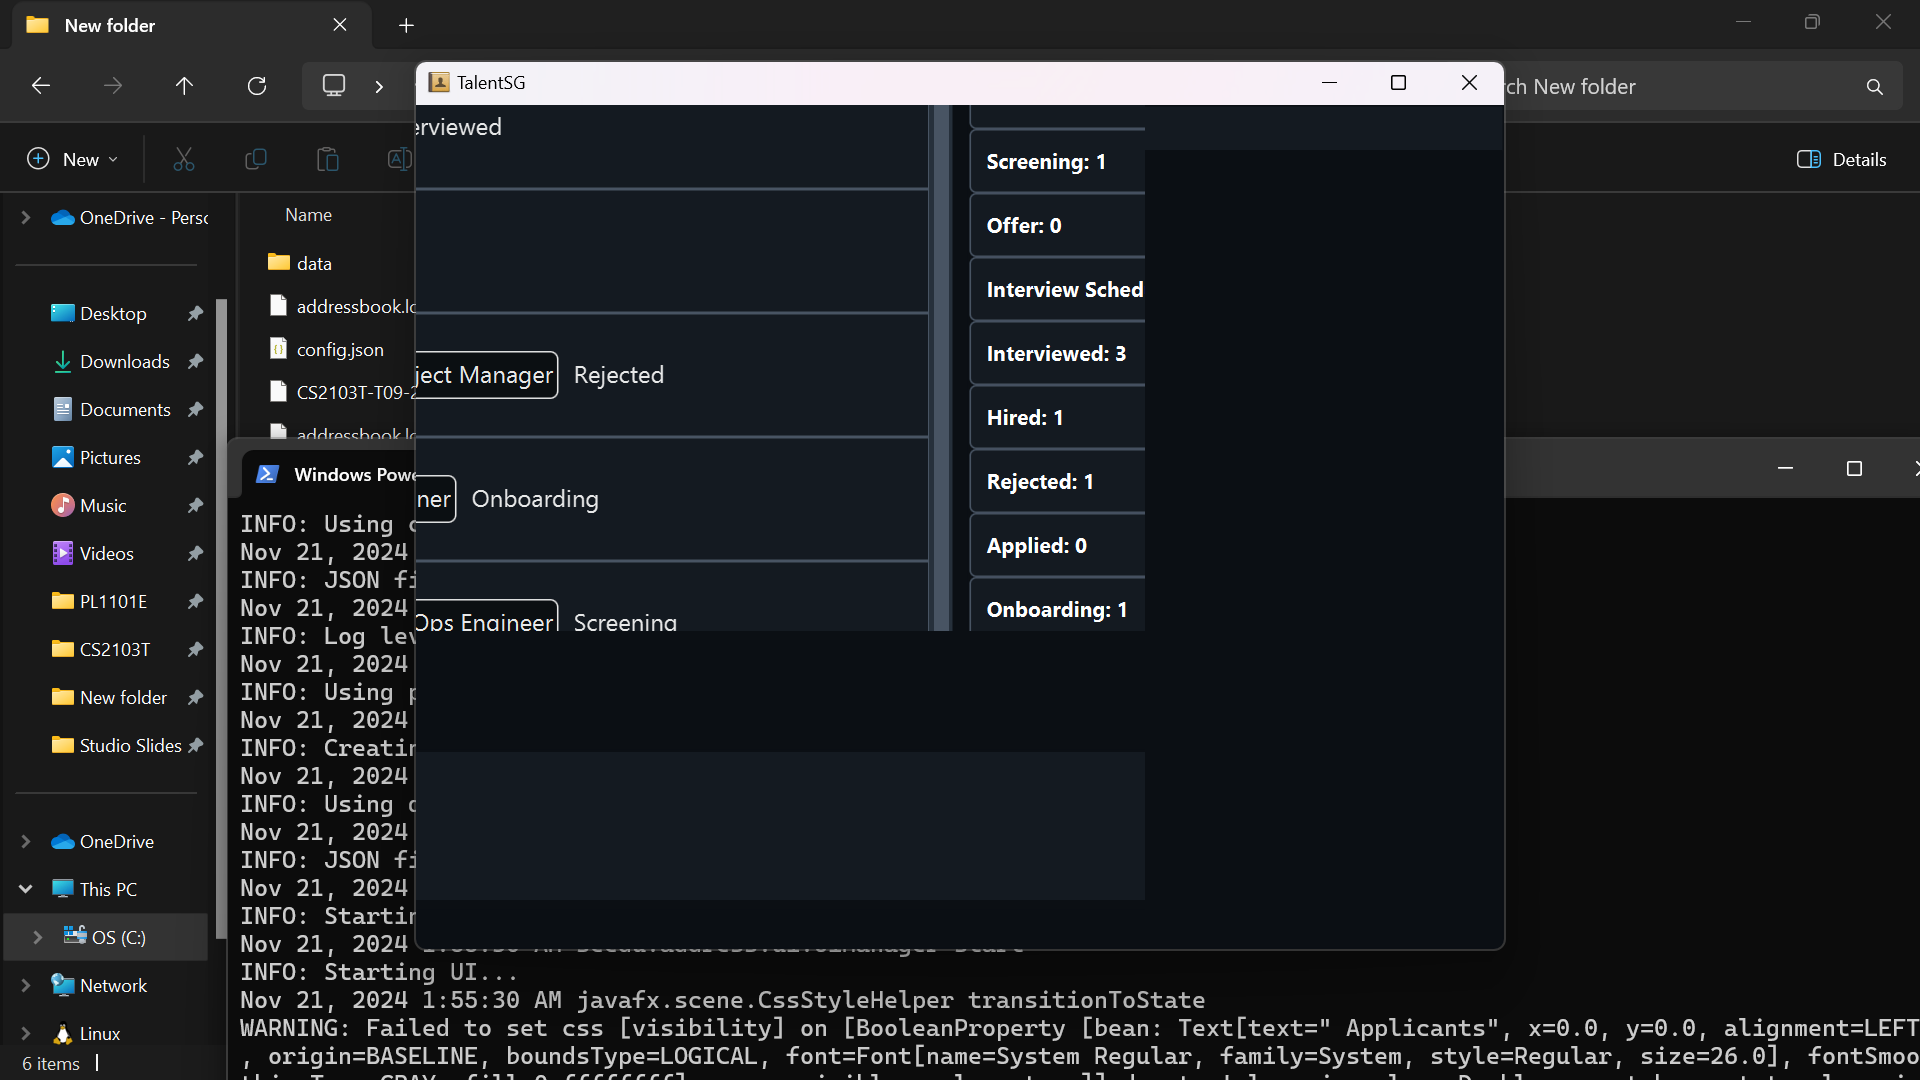 New folder
TalentSG
ch New folder
New
Details
OneDrive - Perso
Desktop
Downloads
Documents
Pictures
Music
Videos
PL1101E
CS2103T
New folder
Studio Slides
OneDrive
This PC
OS (C:)
Network
Linux
6 items
Name
data
addressbook.lo
config.json
CS2103T-T09-2
addressbook.lo
erviewed
ject Manager Rejected
ner Onboarding
Ops Engineer Screening
Screening: 1
Offer: 0
Interview Sched
Interviewed: 3
Hired: 1
Rejected: 1
Applied: 0
Onboarding: 1
Windows Powe
INFO: Using c
Nov 21, 2024
INFO: JSON fi
Nov 21, 2024
INFO: Log lev
Nov 21, 2024
INFO: Using p
Nov 21, 2024
INFO: Creatin
Nov 21, 2024
INFO: Using d
Nov 21, 2024
INFO: JSON fi
Nov 21, 2024
INFO: Startin
Nov 21, 2024
INFO: Starting UI...
Nov 21, 2024 1:55:30 AM javafx.scene.CssStyleHelper transitionToState
WARNING: Failed to set css [visibility] on [BooleanProperty [bean: Text[text=" Applicants", x=0.0, y=0.0, alignment=LEFT
, origin=BASELINE, boundsType=LOGICAL, font=Font[name=System Regular, family=System, style=Regular, size=26.0], fontSmoo